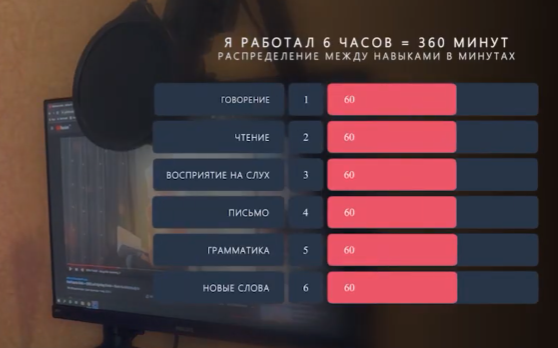 Я РАБОТАЛ 6 ЧАСОВ = 360 МИНУТ
РАСПРЕДЕЛЕНИЕ МЕЖДУ НАВЫКАМИ В МИНУТАХ
ГОВОРЕНИЕ 1 60
ЧТЕНИЕ 2 60
ВОСПРИЯТИЕ НА СЛУХ 3 60
ПИСЬМО 4 60
ГРАММАТИКА 5 60
НОВЫЕ СЛОВА 6 60